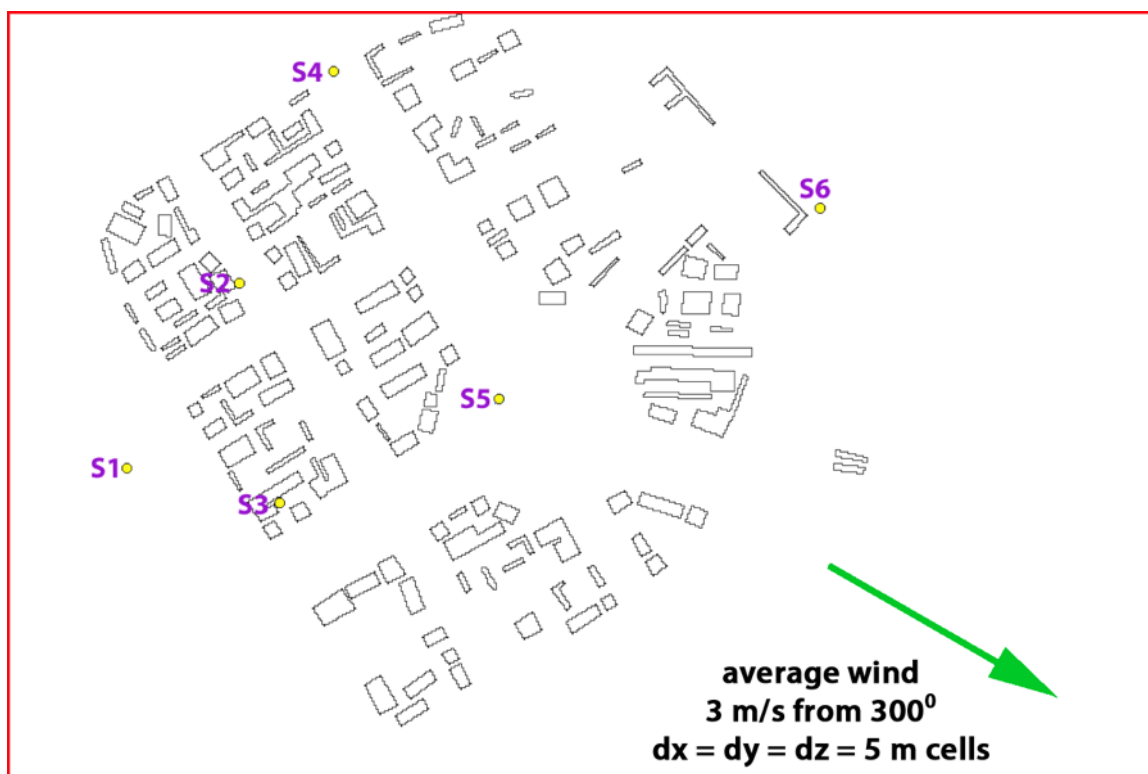 S4
S6
S2
S5
S1
S3
average wind
3 m/s from 300⁰
dx = dy = dz = 5 m cells